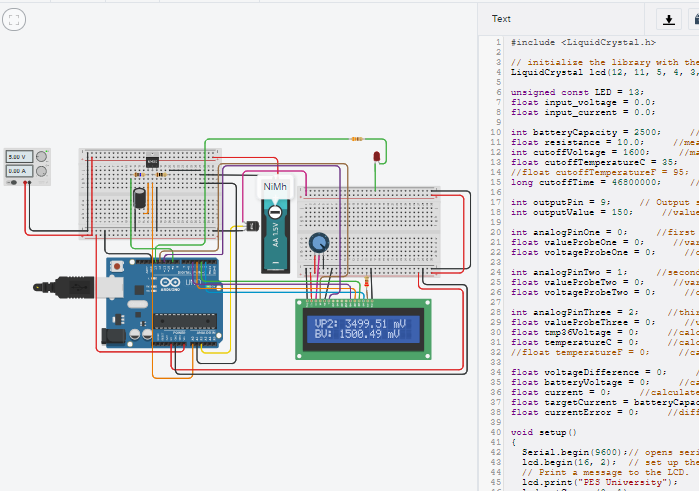 Text
5.00 V
0.00 A
NiMh
AA 1.5V
ARDUINO
VP2: 3499.51 mV
BV: 1500.49 mV
1 #include <LiquidCrystal.h>
2
3 // initialize the library with the
4 LiquidCrystal lcd(12, 11, 5, 4, 3,
5
6 unsigned const LED = 13;
7 float input_voltage = 0.0;
8 float input_current = 0.0;
9
10 int batteryCapacity = 2500; //
11 float resistance = 10.0; //mea
12 int cutoffVoltage = 1600; //ma
13 float cutoffTemperatureC = 35;
14 //float cutoffTemperatureF = 95;
15 long cutoffTime = 46800000; //
16
17 int outputPin = 9; // Output s
18 int outputValue = 150; //value
19
20 int analogPinOne = 0; //first
21 float valueProbeOne = 0; //var
22 float voltageProbeOne = 0; //c
23
24 int analogPinTwo = 1; //second
25 float valueProbeTwo = 0; //var
26 float voltageProbeTwo = 0; //c
27
28 int analogPinThree = 2; //thi
29 float valueProbeThree = 0; //v
30 float tmp36Voltage = 0; //calc
31 float temperatureC = 0; //calc
32 //float temperatureF = 0; //ca
33
34 float voltageDifference = 0; /
35 float batteryVoltage = 0; //ca
36 float current = 0; //calculate
37 float targetCurrent = batteryCapac
38 float currentError = 0; //diff
39
40 void setup()
41 {
42 Serial.begin(9600);// opens seri
43 lcd.begin(16, 2); // set up the
44 // Print a message to the LCD.
45 lcd.print("PES University");